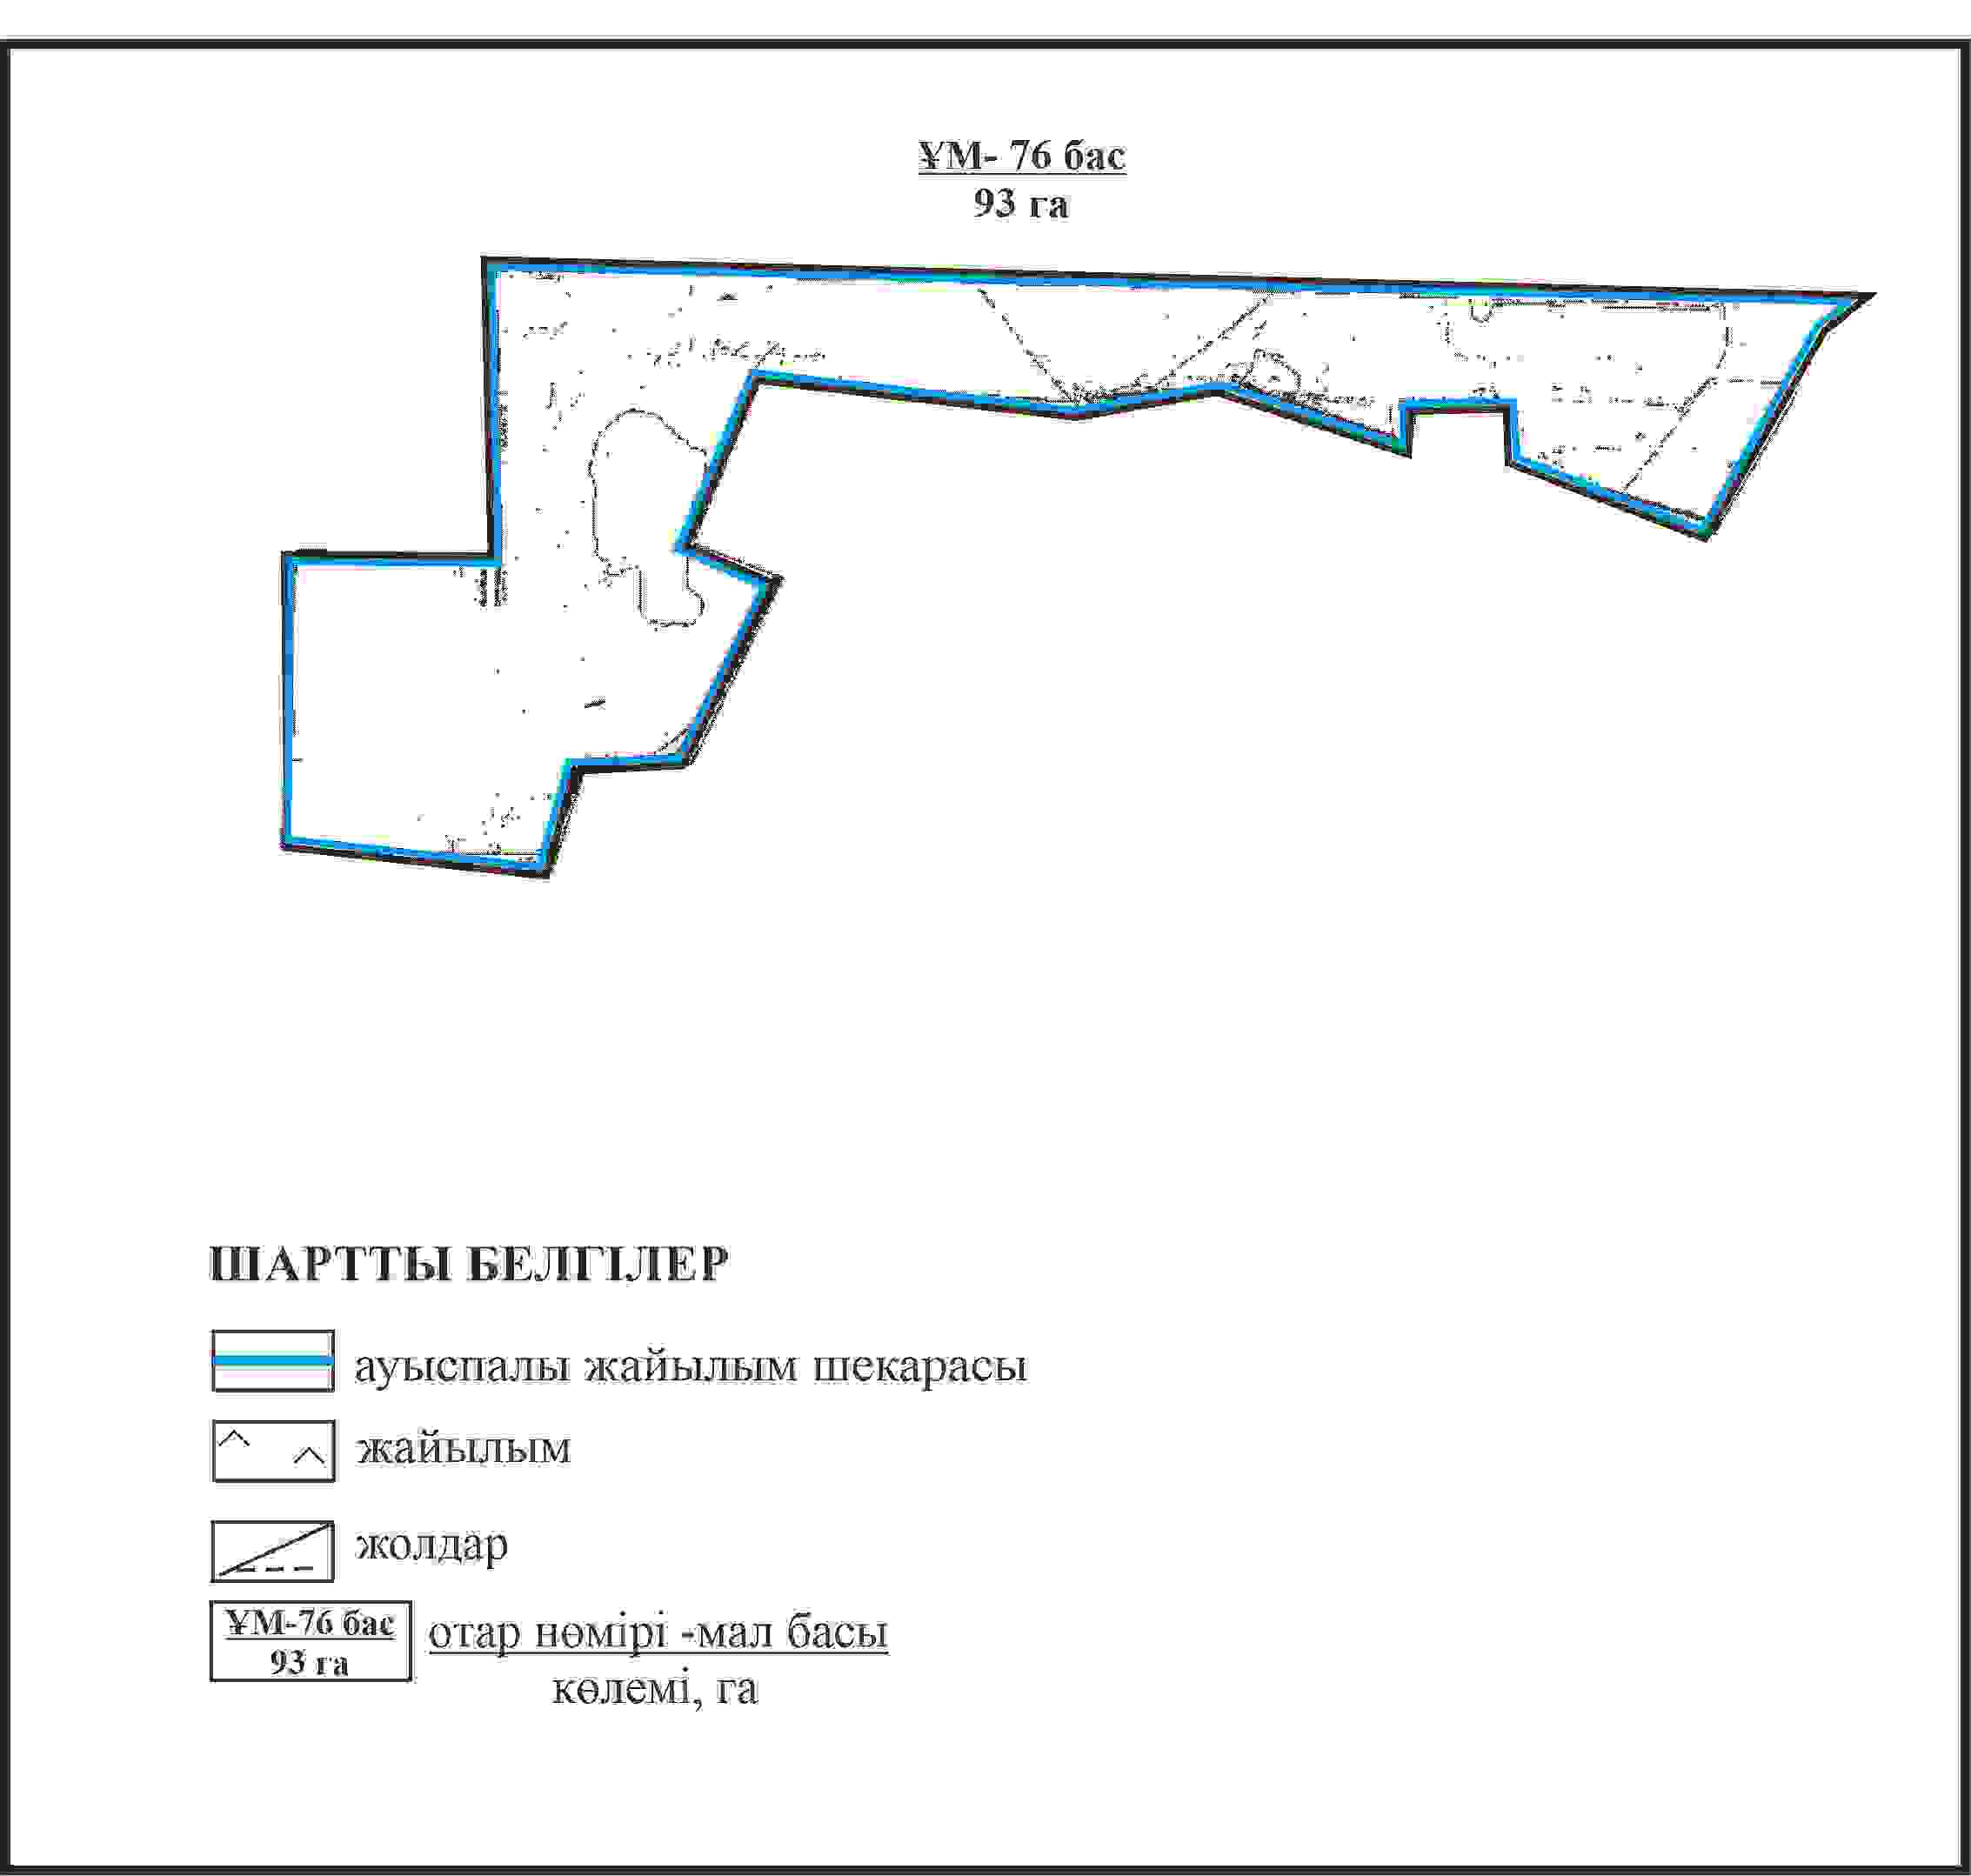 ҰМ- 76 бас
93 га
ШАРТТЫ БЕЛГІЛЕР
ауыспалы жайылым шекарасы
жайылым
жолдар
ҰМ-76 бас
93 га
отар нөмірі -мал басы
көлемі, га